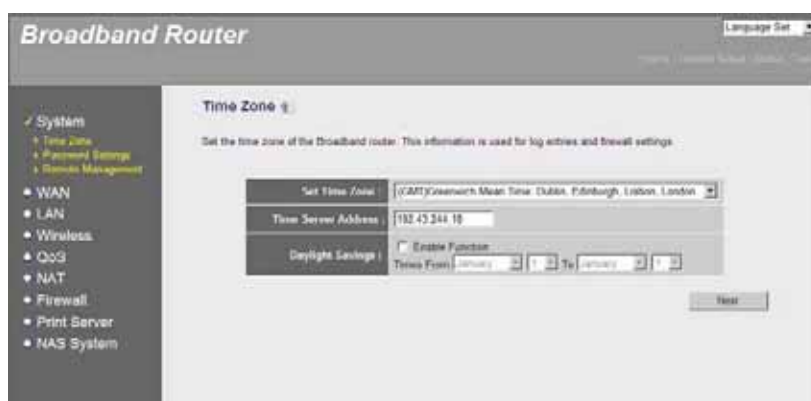 Broadband Router
Language Set
System
Time Zone
Password Settings
Remote Management
WAN
LAN
Wireless
QoS
NAT
Firewall
Print Server
NAS System
Time Zone
Set the time zone of the Broadband router. This information is used for log entries and firewall settings.
Set Time Zone : (GMT)Greenwich Mean Time: Dublin, Edinburgh, Lisbon, London
Time Server Address : 192.43.244.18
Daylight Savings : Enable Function
Times From January 1 To January 1
Next